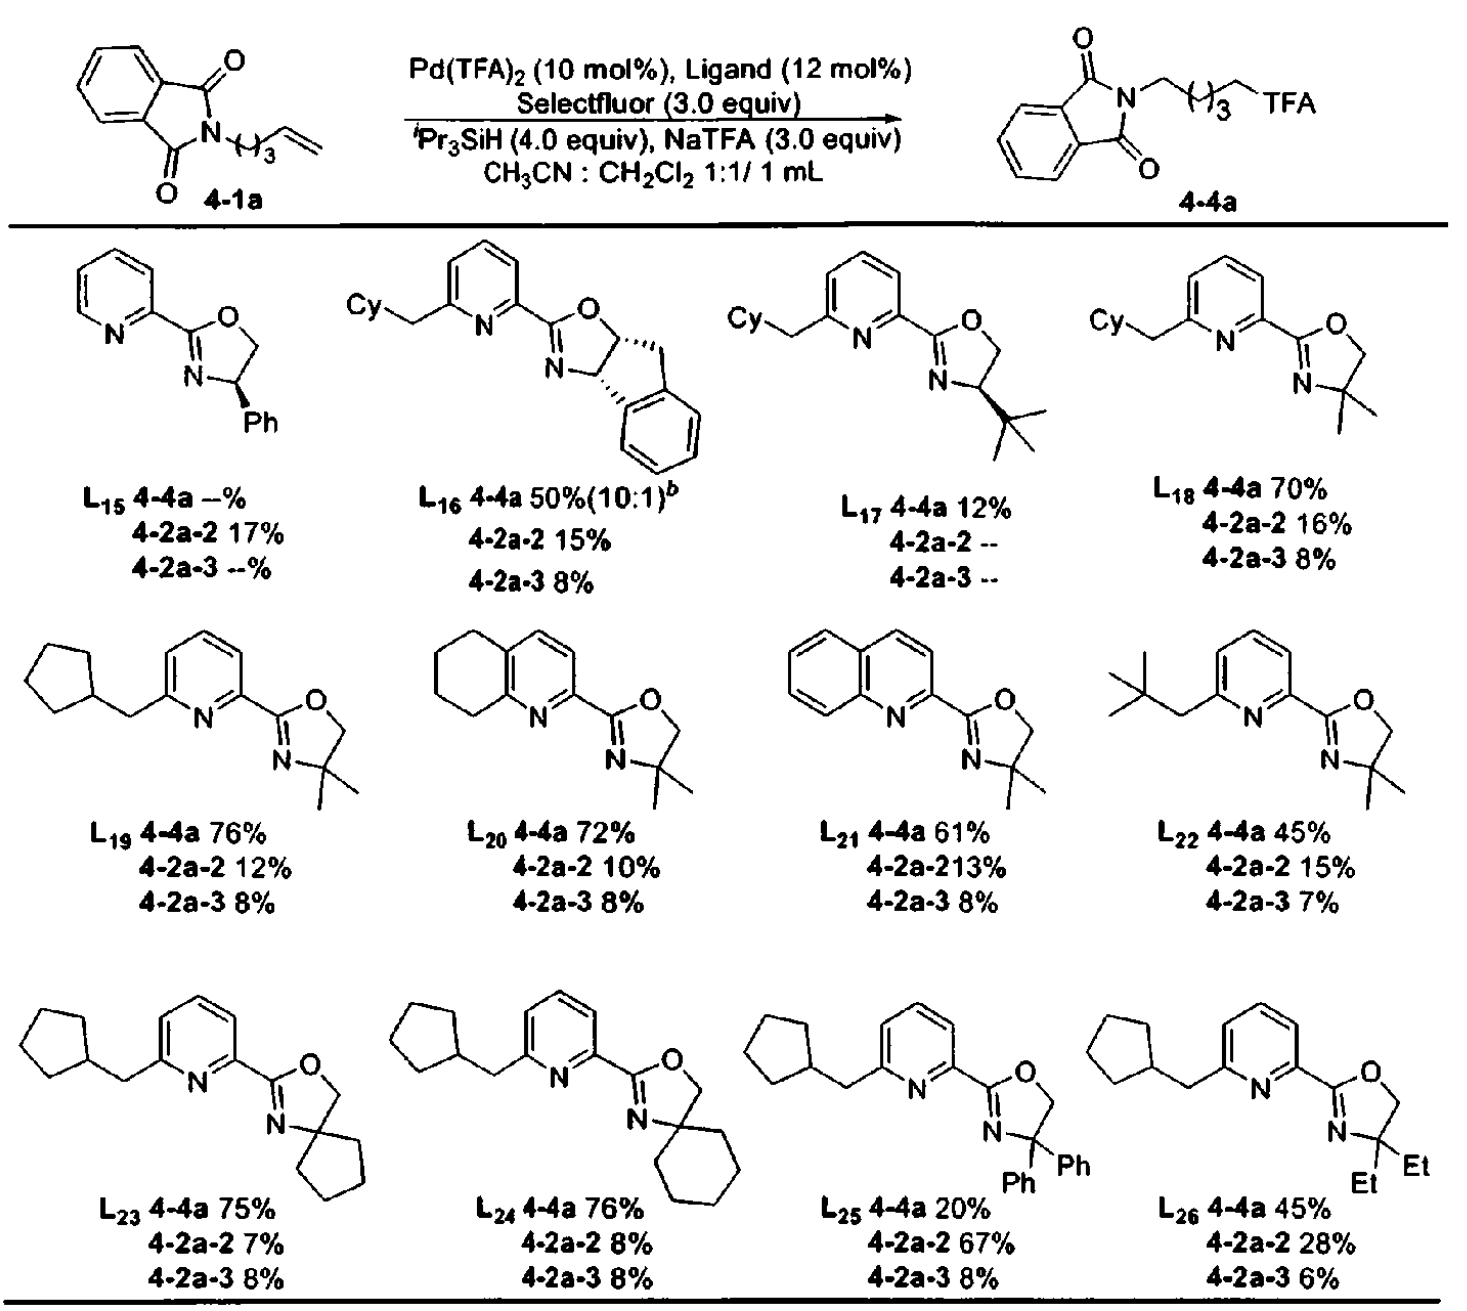 Pd(TFA)₂ (10 mol%), Ligand (12 mol%)
Selectfluor (3.0 equiv)
ⁱPr₃SiH (4.0 equiv), NaTFA (3.0 equiv)
CH₃CN : CH₂Cl₂ 1:1/ 1 mL
O
N
O
( )₃
4-1a
O
N
O
( )₃
TFA
4-4a
N
O
N
Ph
Cy
N
O
N
Cy
N
O
N
Cy
N
O
N
L₁₅ 4-4a --%
4-2a-2 17%
4-2a-3 --%
L₁₆ 4-4a 50%(10:1)ᵇ
4-2a-2 15%
4-2a-3 8%
L₁₇ 4-4a 12%
4-2a-2 --
4-2a-3 --
L₁₈ 4-4a 70%
4-2a-2 16%
4-2a-3 8%
N
O
N
N
O
N
N
O
N
N
O
N
L₁₉ 4-4a 76%
4-2a-2 12%
4-2a-3 8%
L₂₀ 4-4a 72%
4-2a-2 10%
4-2a-3 8%
L₂₁ 4-4a 61%
4-2a-213%
4-2a-3 8%
L₂₂ 4-4a 45%
4-2a-2 15%
4-2a-3 7%
N
O
N
N
O
N
N
O
N
Ph
Ph
N
O
N
Et
Et
L₂₃ 4-4a 75%
4-2a-2 7%
4-2a-3 8%
L₂₄ 4-4a 76%
4-2a-2 8%
4-2a-3 8%
L₂₅ 4-4a 20%
4-2a-2 67%
4-2a-3 8%
L₂₆ 4-4a 45%
4-2a-2 28%
4-2a-3 6%